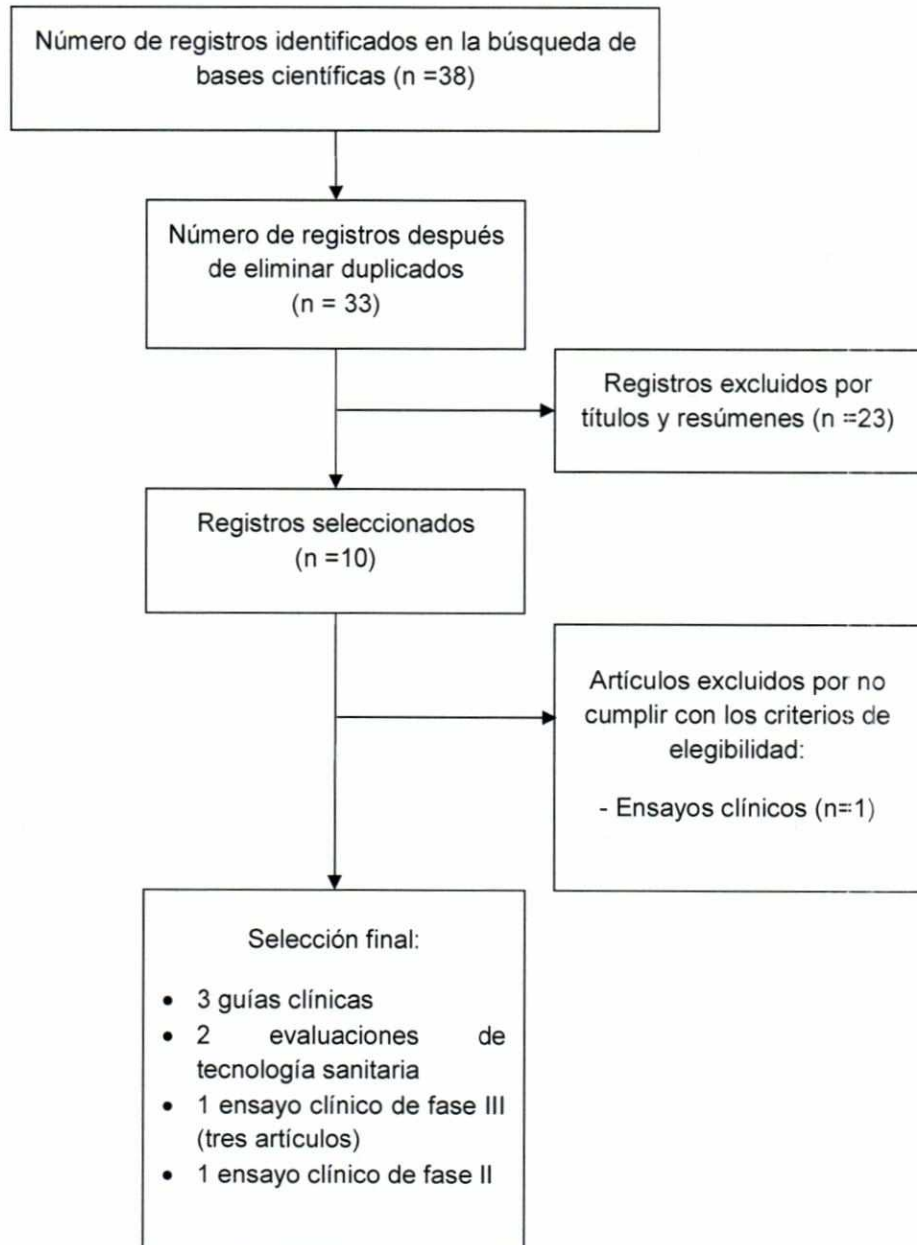 Número de registros identificados en la búsqueda de
bases científicas (n =38)
Número de registros después
de eliminar duplicados
(n = 33)
Registros excluidos por
títulos y resúmenes (n =23)
Registros seleccionados
(n =10)
Artículos excluidos por no
cumplir con los criterios de
elegibilidad:
- Ensayos clínicos (n=1)
Selección final:
• 3 guías clínicas
• 2 evaluaciones de
tecnología sanitaria
• 1 ensayo clínico de fase III
(tres artículos)
• 1 ensayo clínico de fase II